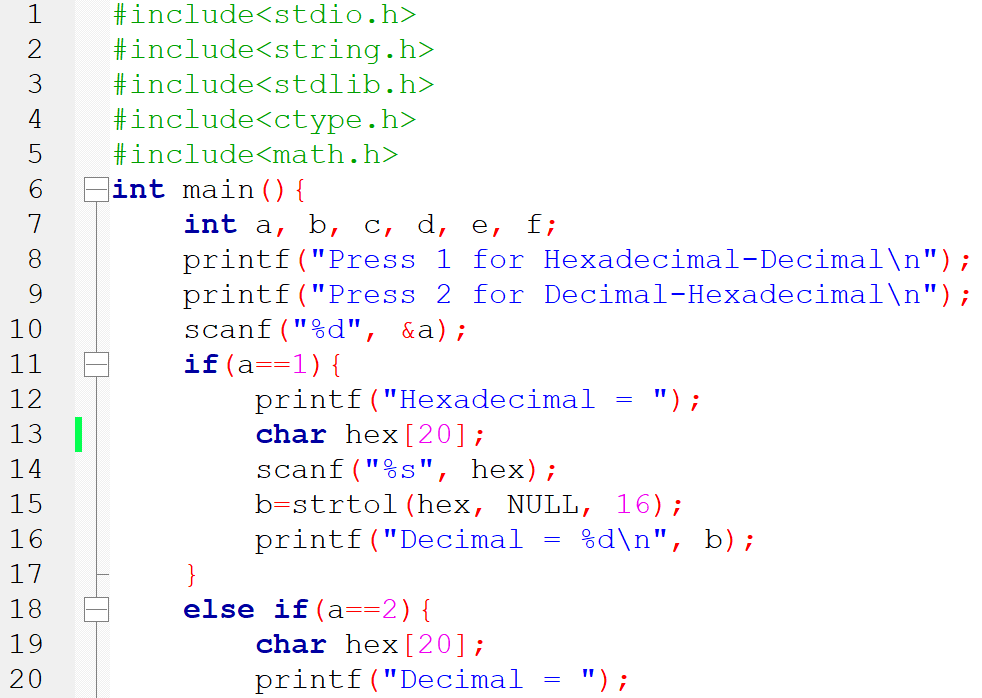 1 #include<stdio.h>
2 #include<string.h>
3 #include<stdlib.h>
4 #include<ctype.h>
5 #include<math.h>
6 int main(){
7 int a, b, c, d, e, f;
8 printf("Press 1 for Hexadecimal-Decimal\n");
9 printf("Press 2 for Decimal-Hexadecimal\n");
10 scanf("%d", &a);
11 if(a==1){
12 printf("Hexadecimal = ");
13 char hex[20];
14 scanf("%s", hex);
15 b=strtol(hex, NULL, 16);
16 printf("Decimal = %d\n", b);
17 }
18 else if(a==2){
19 char hex[20];
20 printf("Decimal = ");